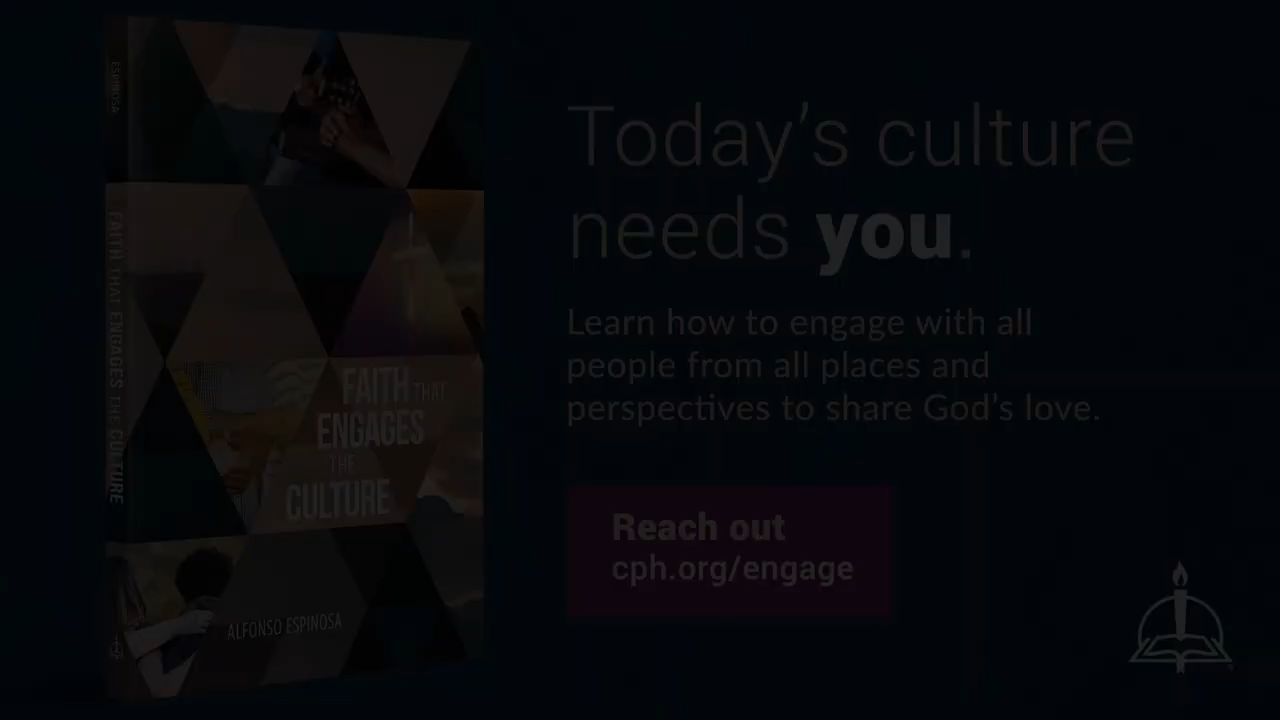 ESPINOSA
FAITH THAT ENGAGES THE CULTURE
FAITH THAT
ENGAGES
THE
CULTURE
ALFONSO ESPINOSA
Today’s culture
needs you.
Learn how to engage with all
people from all places and
perspectives to share God’s love.
Reach out
cph.org/engage